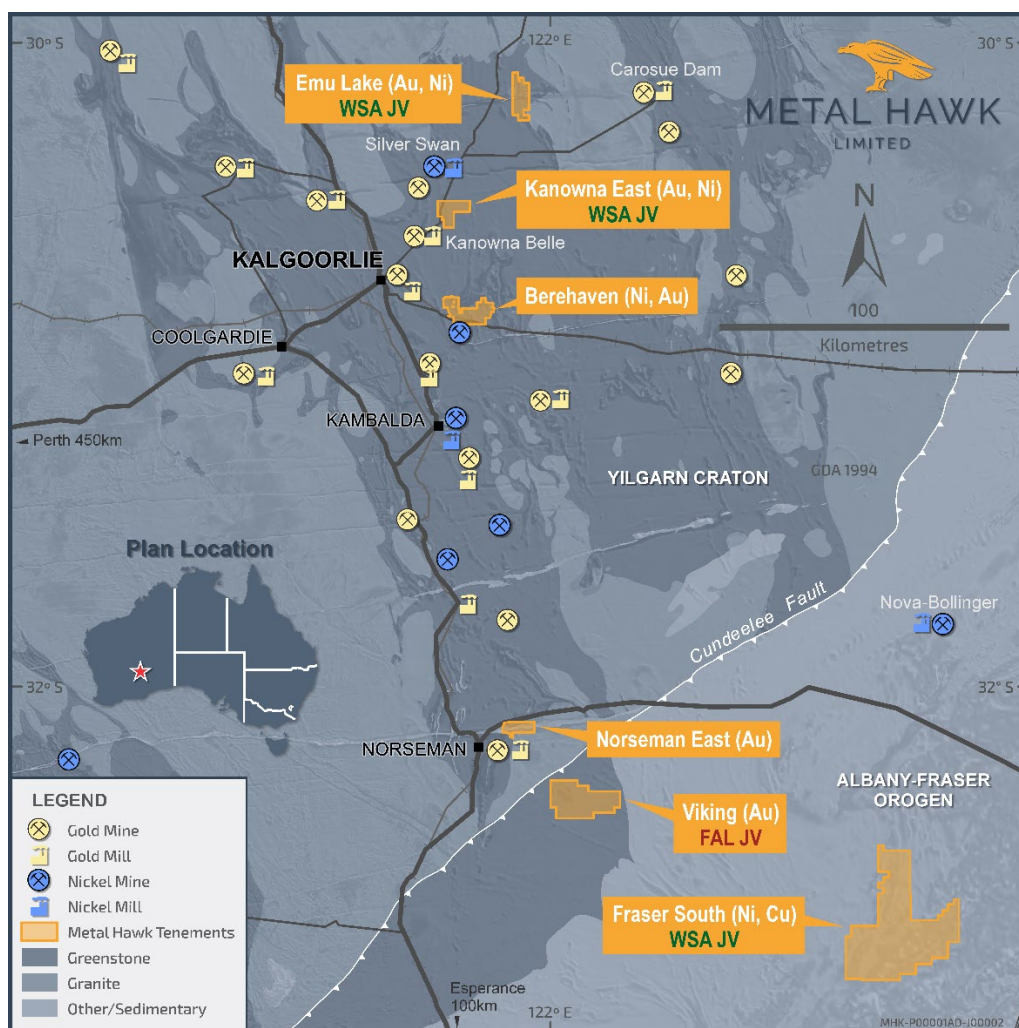 30° S
122° E
30° S
METAL HAWK
LIMITED
Emu Lake (Au, Ni)
WSA JV
Carosue Dam
Silver Swan
Kanowna East (Au, Ni)
WSA JV
N
Kanowna Belle
KALGOORLIE
Berehaven (Ni, Au)
100
Kilometres
COOLGARDIE
KAMBALDA
Perth 450km
YILGARN CRATON
GDA 1994
Plan Location
Cundeelee Fault
Nova-Bollinger
32° S
32° S
NORSEMAN
Norseman East (Au)
ALBANY-FRASER
OROGEN
Viking (Au)
FAL JV
Fraser South (Ni, Cu)
WSA JV
LEGEND
Gold Mine
Gold Mill
Nickel Mine
Nickel Mill
Metal Hawk Tenements
Greenstone
Granite
Other/Sedimentary
Esperance
100km
122° E
MHK-P00001AD-J00002